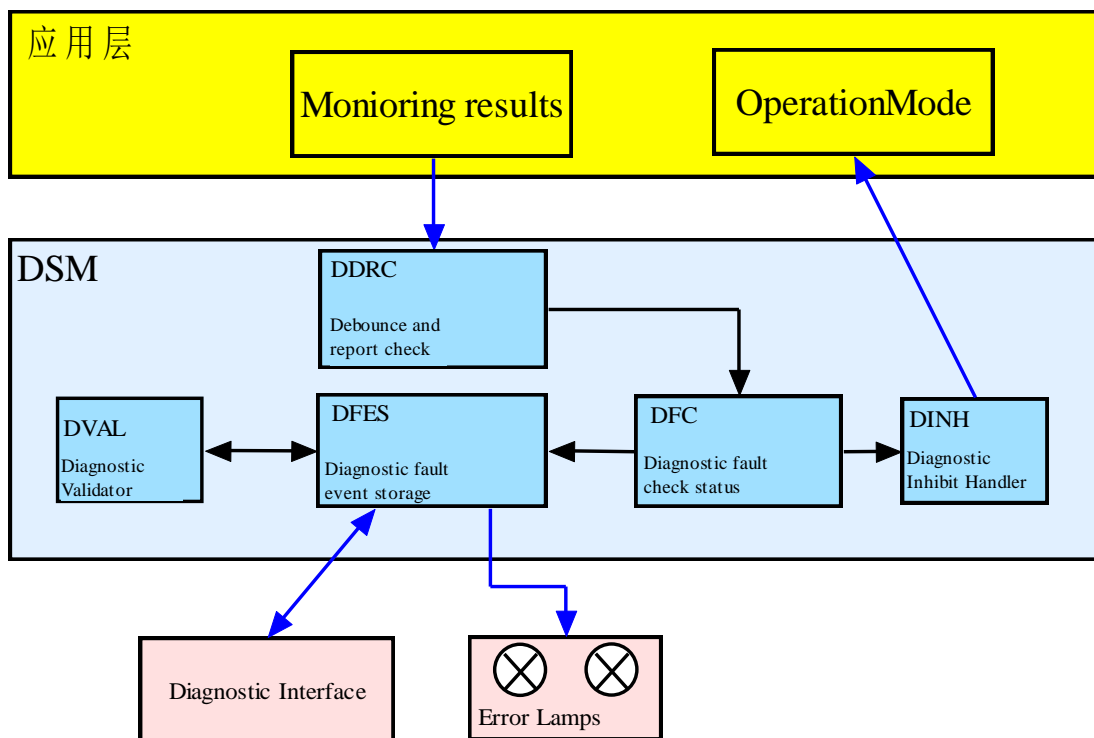 应用层
Monioring results
OperationMode
DSM
DDRC
Debounce and
report check
DVAL
Diagnostic
Validator
DFES
Diagnostic fault
event storage
DFC
Diagnostic fault
check status
DINH
Diagnostic
Inhibit Handler
Diagnostic Interface
Error Lamps